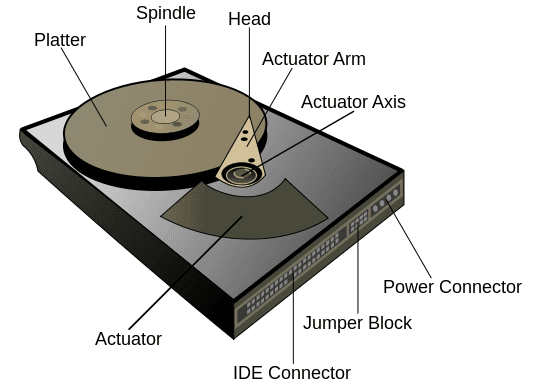 Spindle
Head
Platter
Actuator Arm
Actuator Axis
Power Connector
Jumper Block
Actuator
IDE Connector